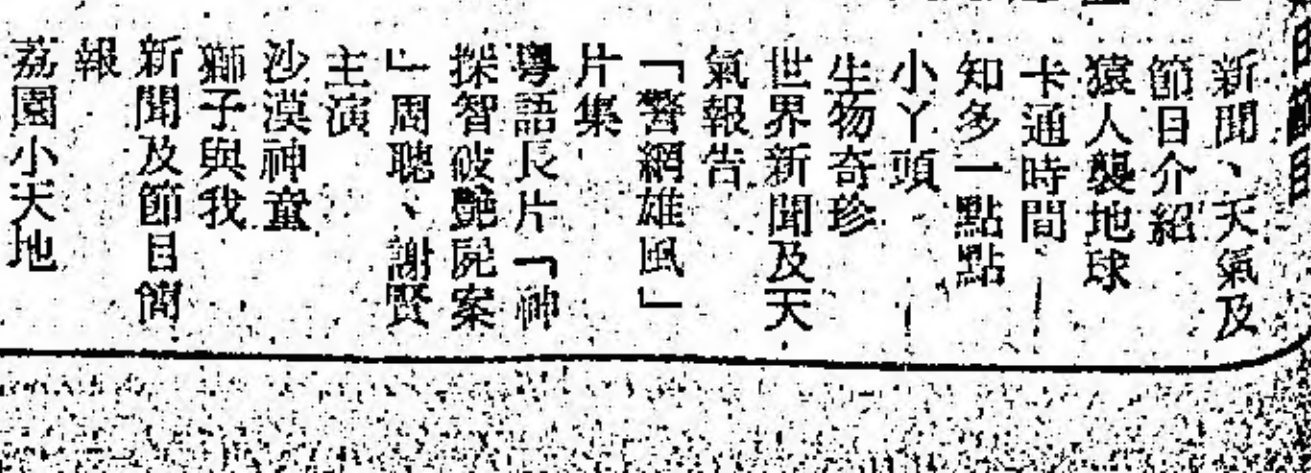 新聞、天氣及
節目介紹
猿人襲地球
卡通時間
知多一點點
小丫頭
生物奇珍
世界新聞及天
氣報告
「警網雄風」
片集
粵語長片「神
探智破艷屍案
」周聰、謝賢
主演
沙漠神童
獅子與我
新聞及節目簡
報
荔園小天地